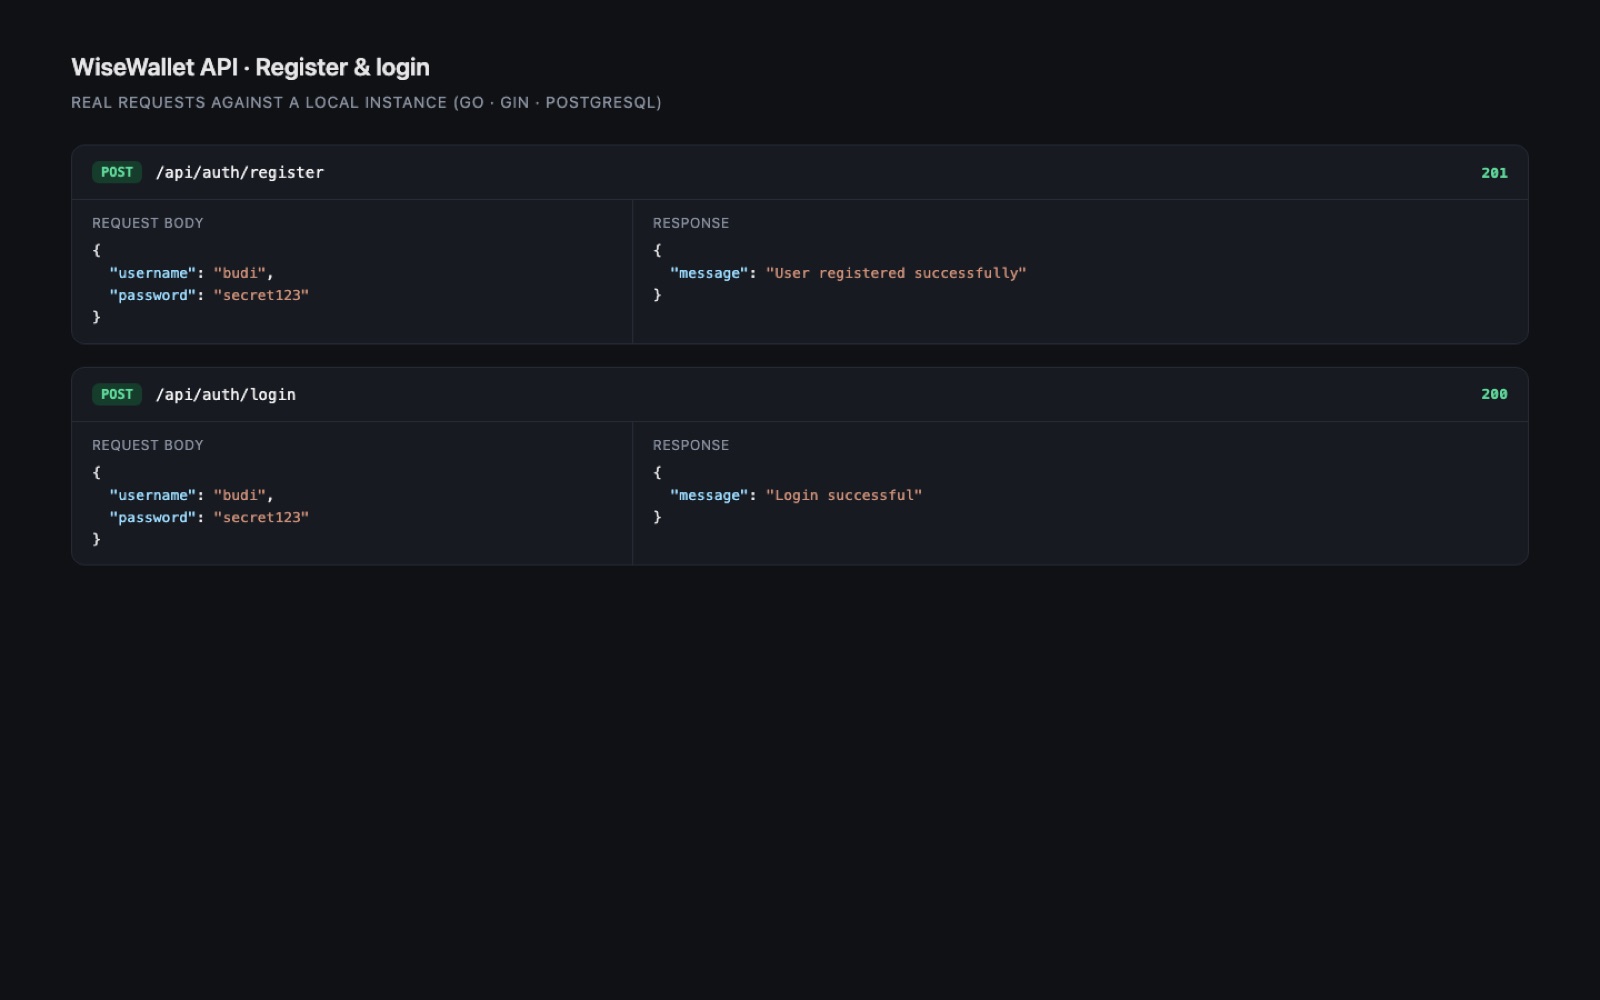 WiseWallet API · Register & login
REAL REQUESTS AGAINST A LOCAL INSTANCE (GO · GIN · POSTGRESQL)
POST /api/auth/register 201
REQUEST BODY
{
  "username": "budi",
  "password": "secret123"
}
RESPONSE
{
  "message": "User registered successfully"
}
POST /api/auth/login 200
REQUEST BODY
{
  "username": "budi",
  "password": "secret123"
}
RESPONSE
{
  "message": "Login successful"
}